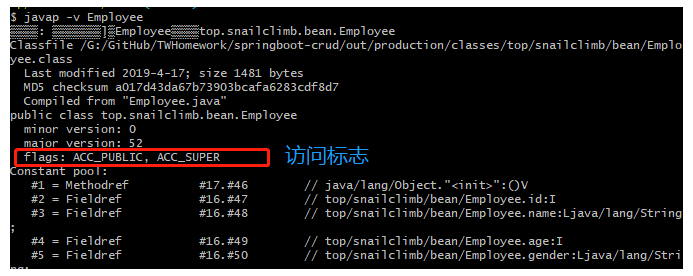 $ javap -v Employee
Employee
top.snailclimb.bean.Employee
Classfile /G:/GitHub/TWHomework/springboot-crud/out/production/classes/top/snailclimb/bean/Emplo
yee.class
Last modified 2019-4-17; size 1481 bytes
MD5 checksum a017d43da67b73903bcafa6283cdf8d7
Compiled from "Employee.java"
public class top.snailclimb.bean.Employee
minor version: 0
major version: 52
flags: ACC_PUBLIC, ACC_SUPER 访问标志
Constant pool:
#1 = Methodref #17.#46 // java/lang/Object."<init>":()V
#2 = Fieldref #16.#47 // top/snailclimb/bean/Employee.id:I
#3 = Fieldref #16.#48 // top/snailclimb/bean/Employee.name:Ljava/lang/String
;
#4 = Fieldref #16.#49 // top/snailclimb/bean/Employee.age:I
#5 = Fieldref #16.#50 // top/snailclimb/bean/Employee.gender:Ljava/lang/Stri
ng;